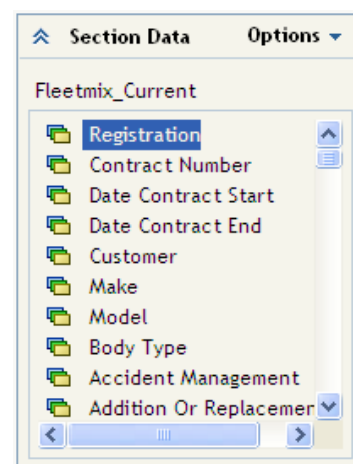 Section Data Options
Fleetmix_Current
Registration
Contract Number
Date Contract Start
Date Contract End
Customer
Make
Model
Body Type
Accident Management
Addition Or Replacemen